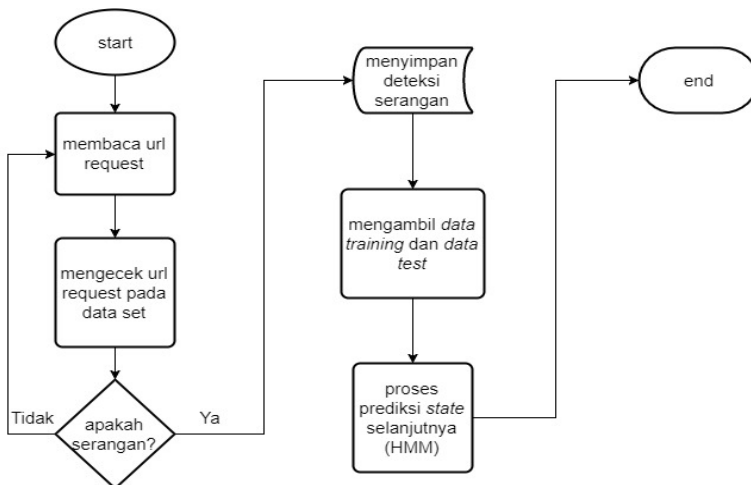 start
membaca url
request
mengecek url
request pada
data set
apakah
serangan?
Tidak
Ya
menyimpan
deteksi
serangan
mengambil data
training dan data
test
proses
prediksi state
selanjutnya
(HMM)
end